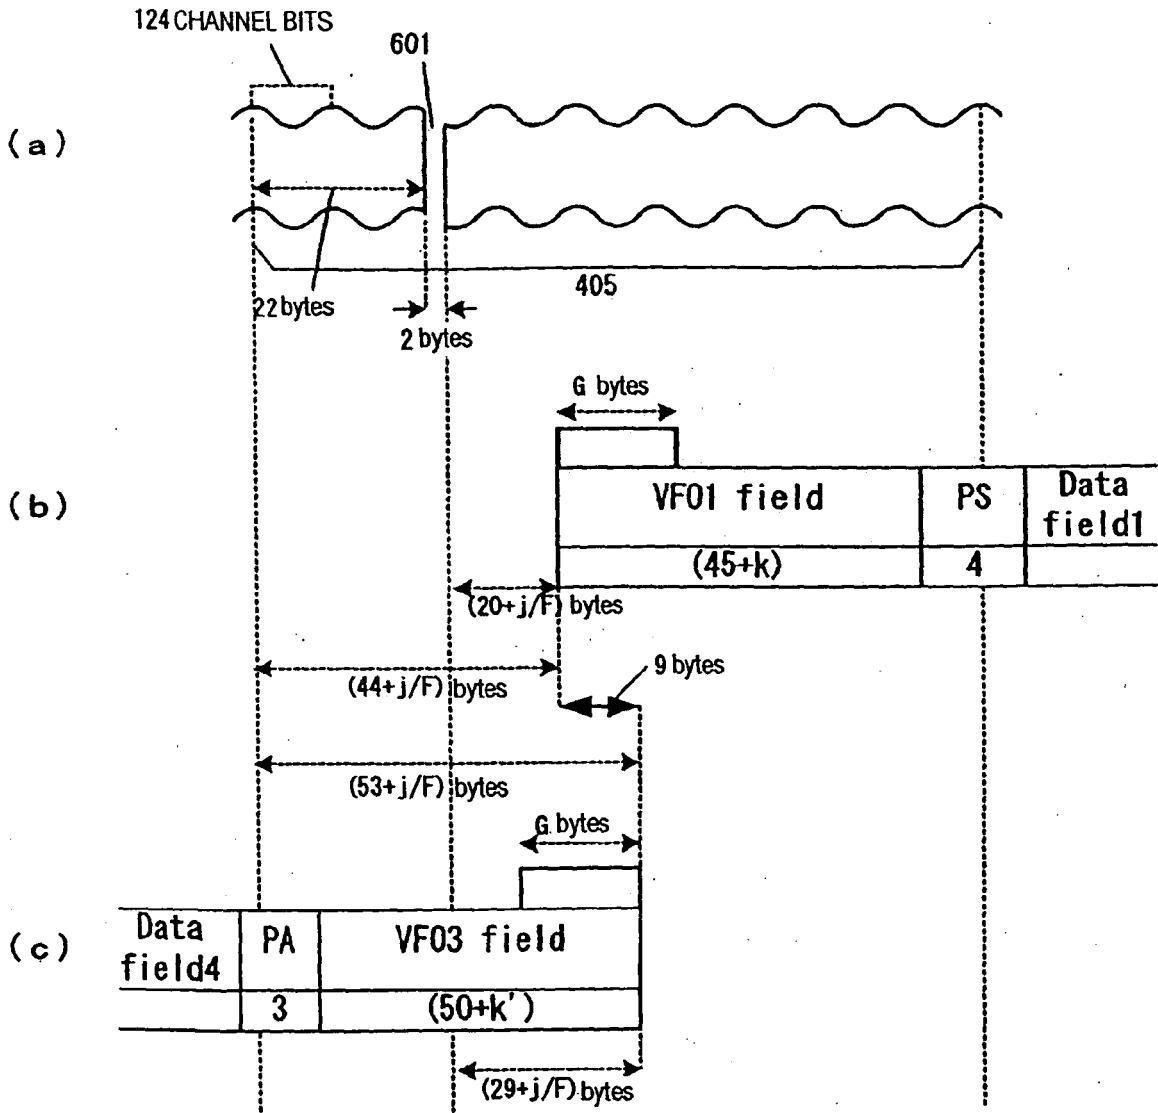 124 CHANNEL BITS
601
(a)
22 bytes
405
2 bytes
G bytes
(b)
VFO1 field
PS
Data
field1
(45+k)
4
(20+j/F) bytes
9 bytes
(44+j/F) bytes
(53+j/F) bytes
G bytes
(c)
Data
field4
PA
VFO3 field
3
(50+k')
(29+j/F) bytes